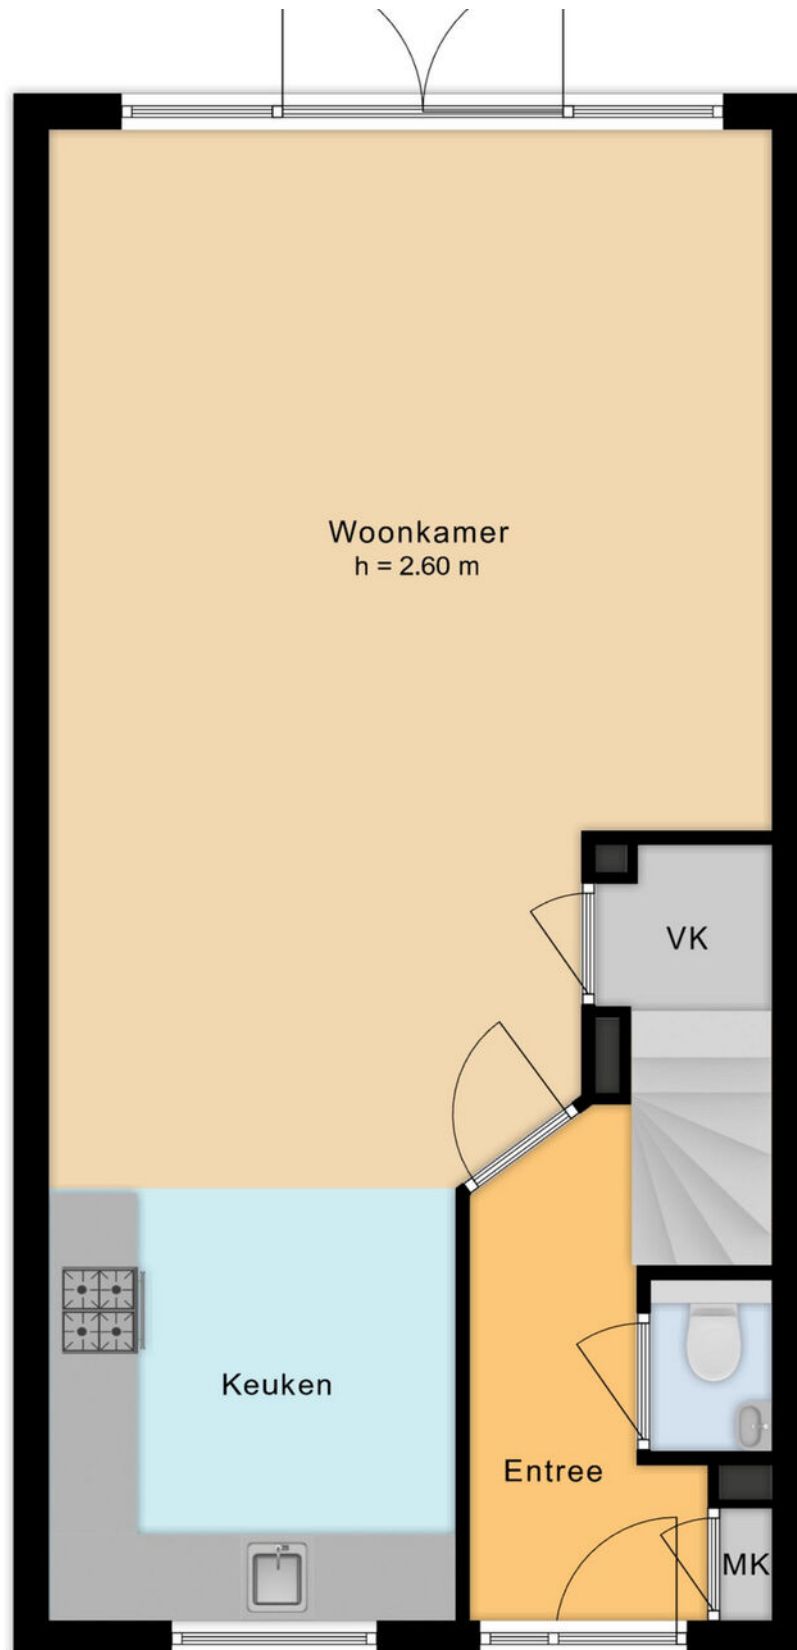 Woonkamer
h = 2.60 m
VK
Keuken
Entree
MK